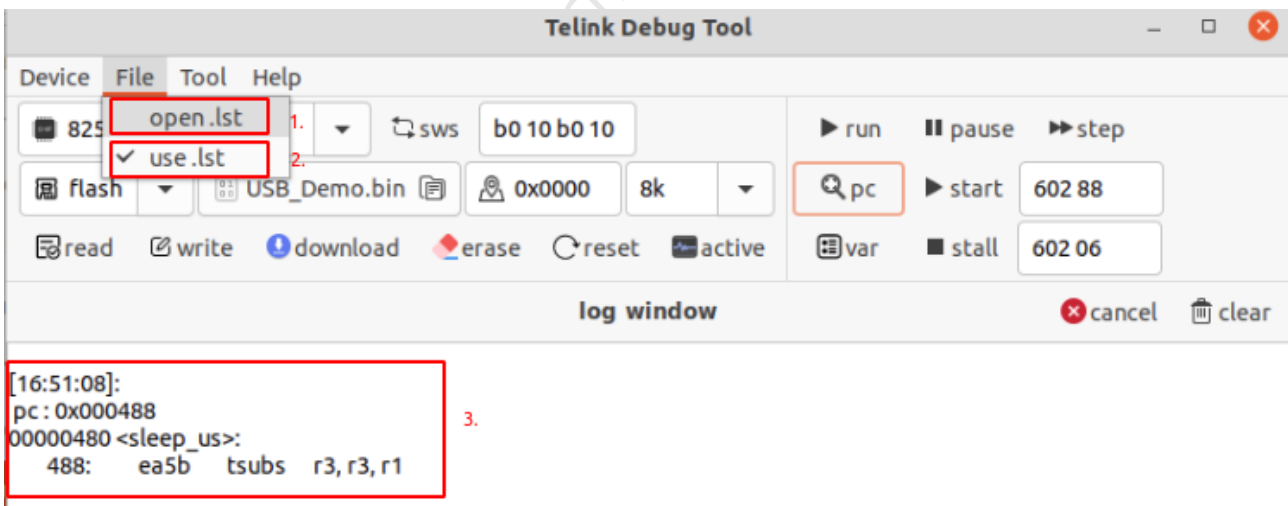 Telink Debug Tool
Device File Tool Help
open .lst 1.
✓ use .lst 2.
825 sws b0 10 b0 10 run pause step
flash USB_Demo.bin 0x0000 8k pc start 602 88
read write download erase reset active var stall 602 06
log window cancel clear
[16:51:08]:
pc : 0x000488
00000480 <sleep_us>:
488: ea5b tsubs r3, r3, r1
3.